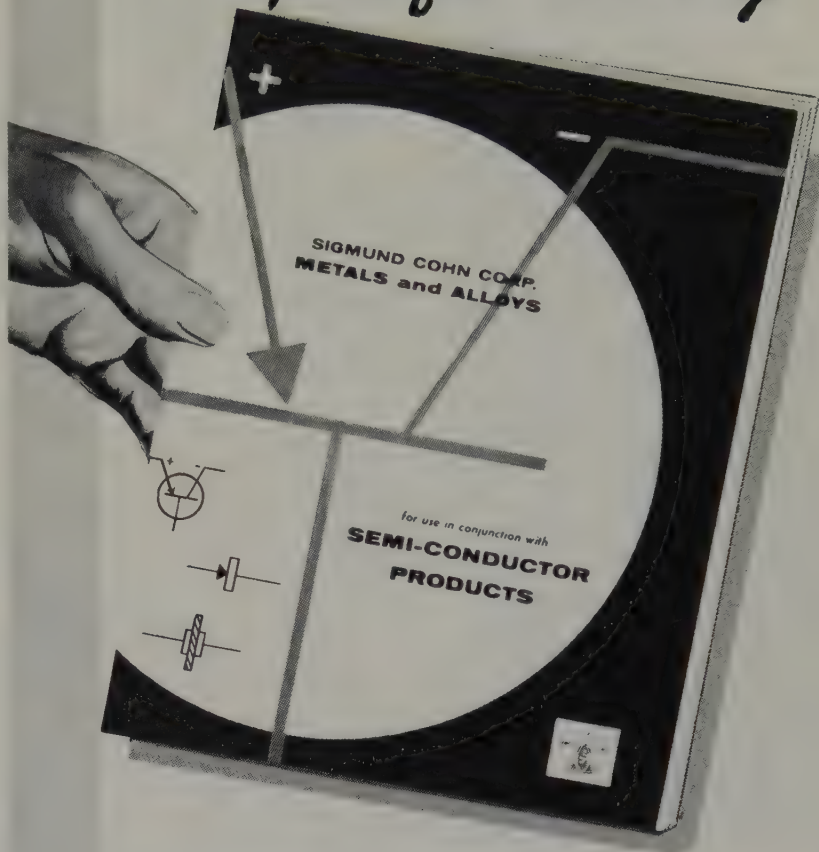 SIGMUND COHN CORP.
METALS and ALLOYS
for use in conjunction with
SEMI-CONDUCTOR
PRODUCTS